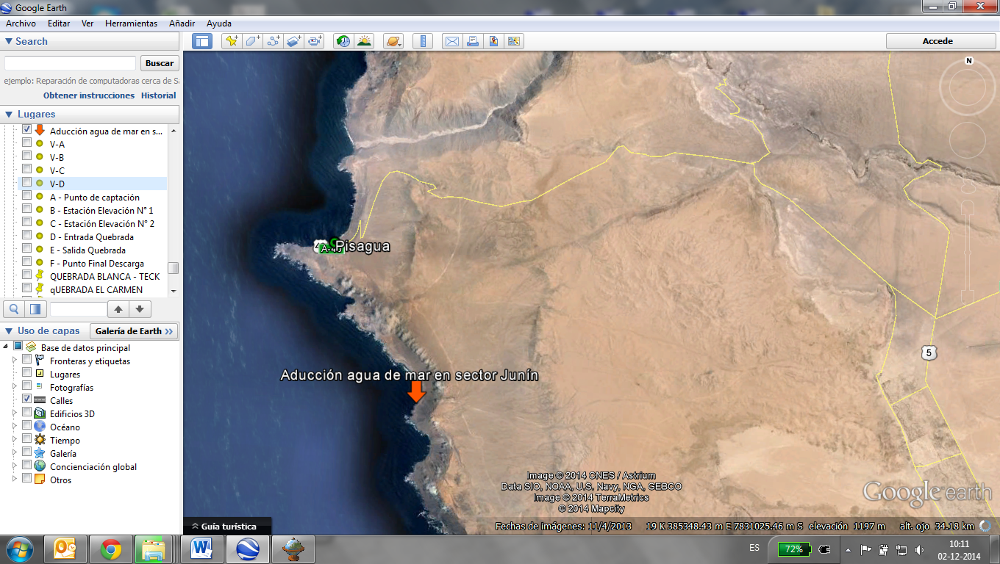 Google Earth
Archivo Editar Ver Herramientas Añadir Ayuda
Search
Buscar
ejemplo: Reparación de computadoras cerca de Sa
Obtener instrucciones Historial
Lugares
Aducción agua de mar en s...
V-A
V-B
V-C
V-D
A - Punto de captación
B - Estación Elevación N° 1
C - Estación Elevación N° 2
D - Entrada Quebrada
E - Salida Quebrada
F - Punto Final Descarga
QUEBRADA BLANCA - TECK
qUEBRADA EL CARMEN
Uso de capas
Galería de Earth
Base de datos principal
Fronteras y etiquetas
Lugares
Fotografías
Calles
Edificios 3D
Océano
Tiempo
Galería
Concienciación global
Otros
Accede
N
Pisagua
Aducción agua de mar en sector Junín
5
Image © 2014 CNES / Astrium
Data SIO, NOAA, U.S. Navy, NGA, GEBCO
Image © 2014 TerraMetrics
© 2014 Mapcity
Google earth
Guía turística
Fechas de imágenes: 11/4/2013 19 K 385348.43 m E 7831025.46 m S elevación 1197 m alt. ojo 34.18 km
ES
72%
10:11
02-12-2014